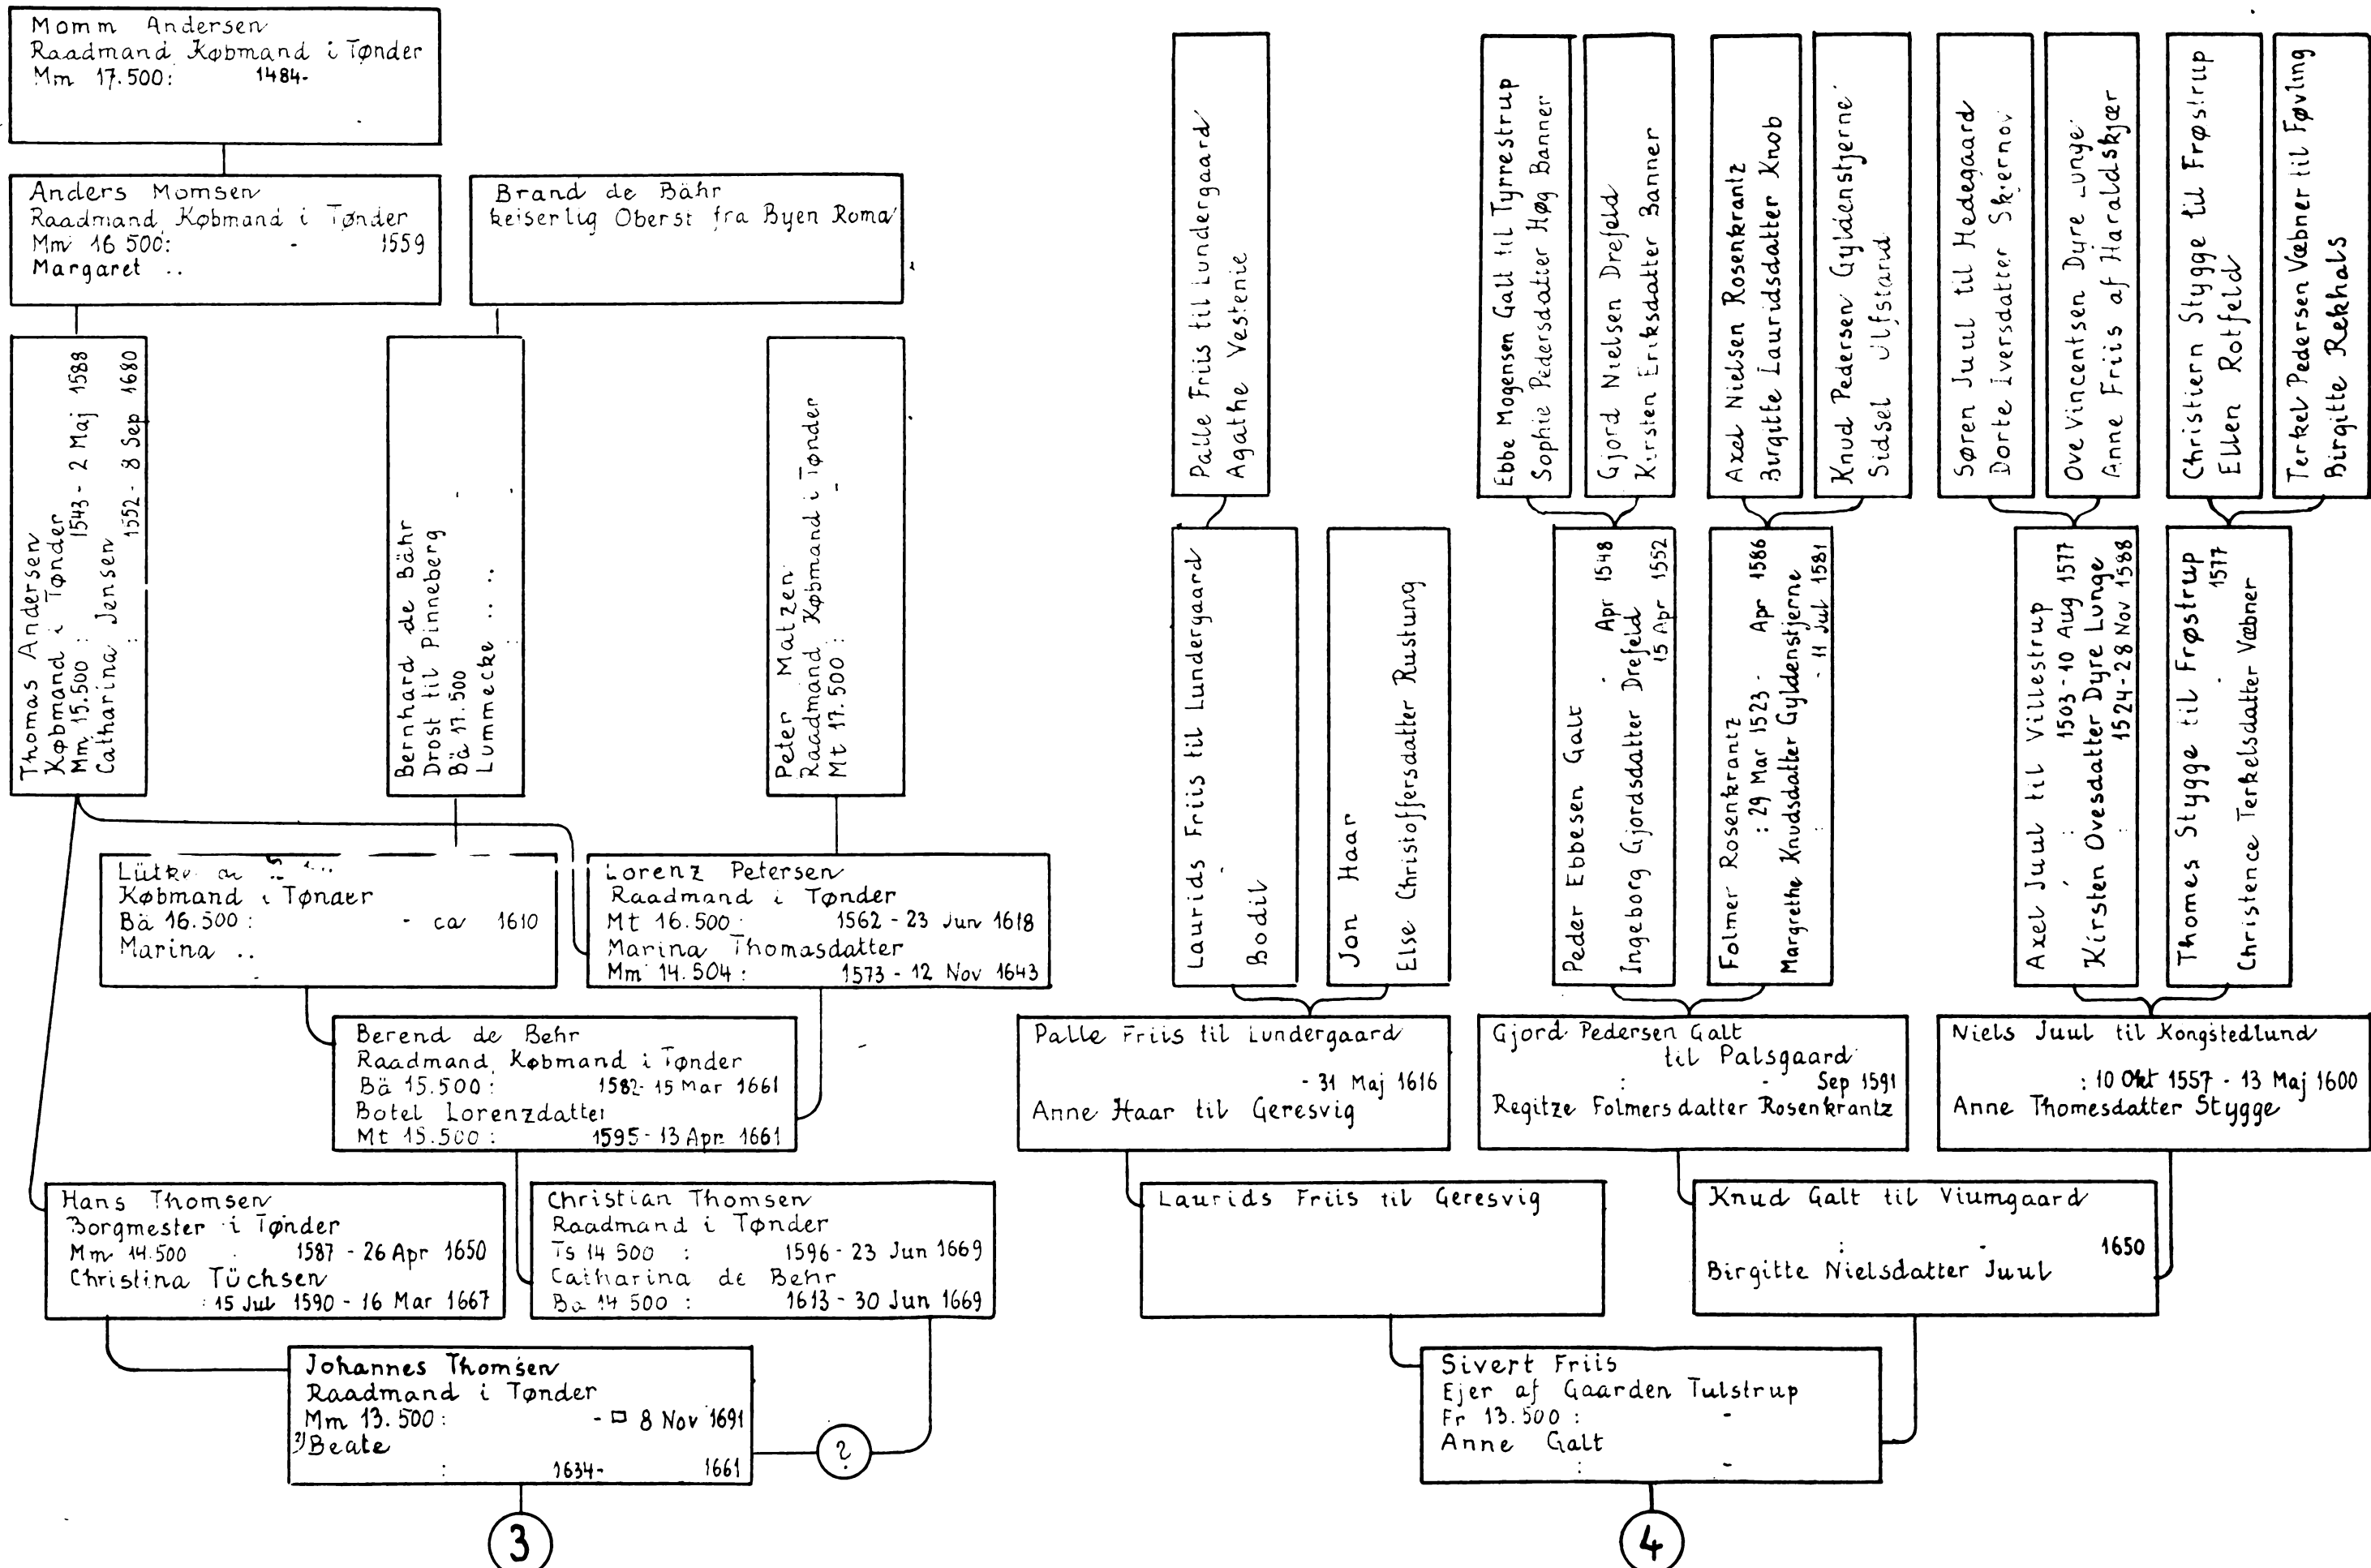 Momm Andersen
Raadmand Købmand i Tønder
Mm 17.500: 1484-
Anders Momsen
Raadmand, Købmand i Tønder
Mm 16 500: - 1559
Margaret ..
Brand de Bähr
keiserlig Oberst fra Byen Roma
Thomas Andersen
Købmand i Tønder
Mm 15.500: 1543 - 2 Maj 1588
Catharina Jensen
: 1552 - 8 Sep 1680
Bernhard de Bähr
Drost til Pinneberg
Bä 17.500 -
Lummecke .. ..
: -
Peter Matzen
Raadmand Købmand i Tønder
Mt 17.500: -
Købmand i Tønder
Bä 16.500: - ca 1610
Marina ..
-
Lorenz Petersen
Raadmand i Tønder
Mt 16.500: 1562 - 23 Jun 1618
Marina Thomasdatter
Mm 14.504: 1573 - 12 Nov 1643
Berend de Behr
Raadmand, Købmand i Tønder
Bä 15.500: 1582- 15 Mar 1661
Botel Lorenzdatter
Mt 15.500: 1595- 13 Apr 1661
Hans Thomsen
Borgmester i Tønder
Mm 14.500 : 1587 - 26 Apr 1650
Christina Tüchsen
: 15 Jul 1590 - 16 Mar 1667
Christian Thomsen
Raadmand i Tønder
Ts 14 500 : 1596 - 23 Jun 1669
Catharina de Behr
Bä 14 500 : 1613 - 30 Jun 1669
Johannes Thomsen
Raadmand i Tønder
Mm 13.500: - □ 8 Nov 1691
2) Beate
: 1634- 1661
?
3
Palle Friis til Lundergaard
Agathe Vestenie
Ebbe Mogensen Galt til Tyrrestrup
Sophie Pedersdatter Høg Banner
Gjord Nielsen Drefeld
Kirsten Eriksdatter Banner
Axel Nielsen Rosenkrantz
Birgitte Lauridsdatter Knob
Knud Pedersen Gyldenstjerne
Sidsel Ulfstand
Søren Juul til Hedegaard
Dorte Iversdatter Skjernov
Ove Vincentsen Dyre Lunge
Anne Friis af Haraldskjær
Christiern Stygge til Frøstrup
Ellen Rotfeld
Terkel Pedersen Væbner til Føvling
Birgitte Rekhals
Laurids Friis til Lundergaard
Bodil
Jon Haar
Else Christoffersdatter Rustung
Peder Ebbesen Galt
- Apr 1548
Ingeborg Gjordsdatter Drefeld
15 Apr 1552
Folmer Rosenkrantz
: 29 Mar 1523 - Apr 1586
Margrethe Knudsdatter Gyldenstjerne
: - 11 Jul 1581
Axel Juul til Villestrup
: 1503 - 10 Aug 1577
Kirsten Ovesdatter Dyre Lunge
: 1524 - 28 Nov 1588
Thomes Stygge til Frøstrup
- 1577
Christence Terkelsdatter Væbner
Palle Friis til Lundergaard
- 31 Maj 1616
Anne Haar til Geresvig
Gjord Pedersen Galt
til Palsgaard
: - Sep 1591
Regitze Folmersdatter Rosenkrantz
Niels Juul til Kongstedlund
: 10 Okt 1557 - 13 Maj 1600
Anne Thomesdatter Stygge
Laurids Friis til Geresvig
Knud Galt til Viumgaard
: - 1650
Birgitte Nielsdatter Juul
Sivert Friis
Ejer af Gaarden Tulstrup
Fr 13.500 : -
Anne Galt
: -
4